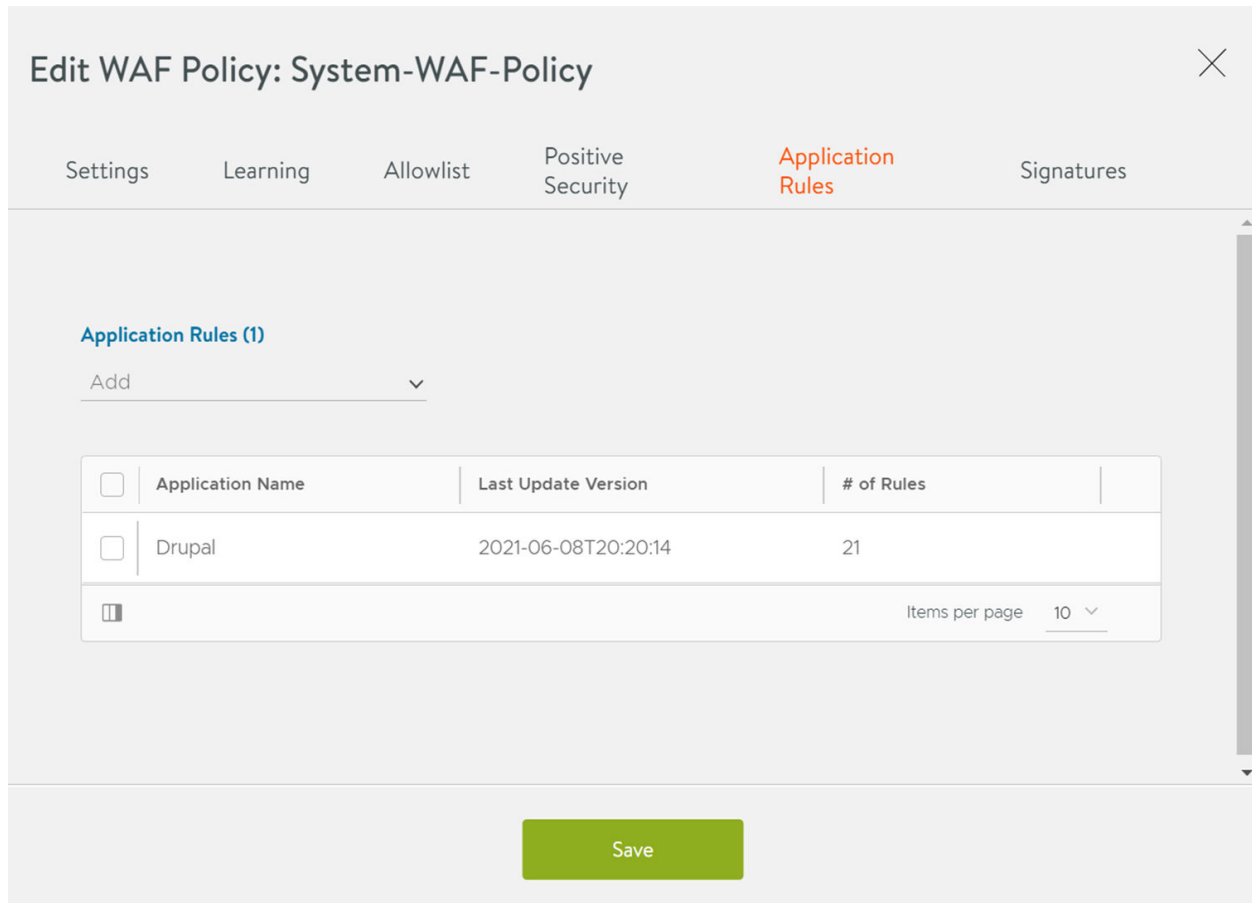 Edit WAF Policy: System-WAF-Policy
Settings
Learning
Allowlist
Positive
Security
Application
Rules
Signatures
Application Rules (1)
Add
Application Name Last Update Version # of Rules
Drupal 2021-06-08T20:20:14 21
Items per page 10
Save